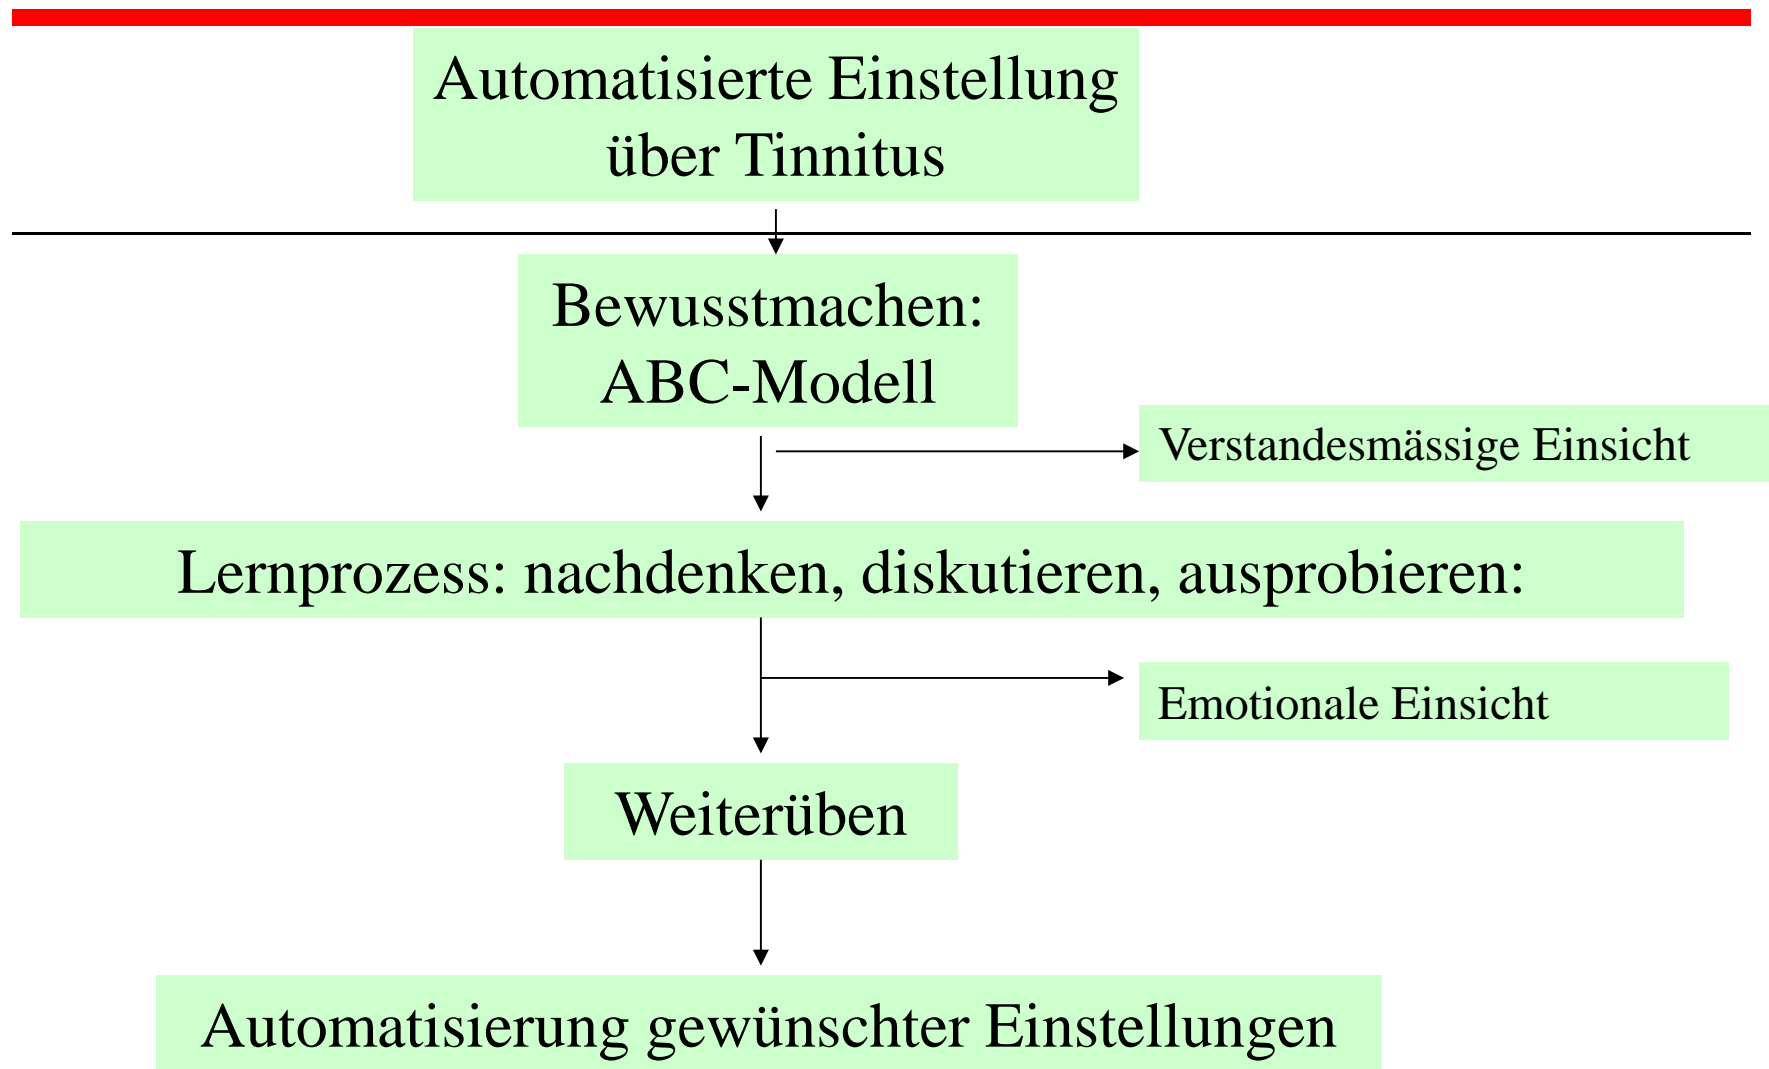 Automatisierte Einstellung
über Tinnitus
Bewusstmachen:
ABC-Modell
Verstandesmässige Einsicht
Lernprozess: nachdenken, diskutieren, ausprobieren:
Emotionale Einsicht
Weiterüben
Automatisierung gewünschter Einstellungen